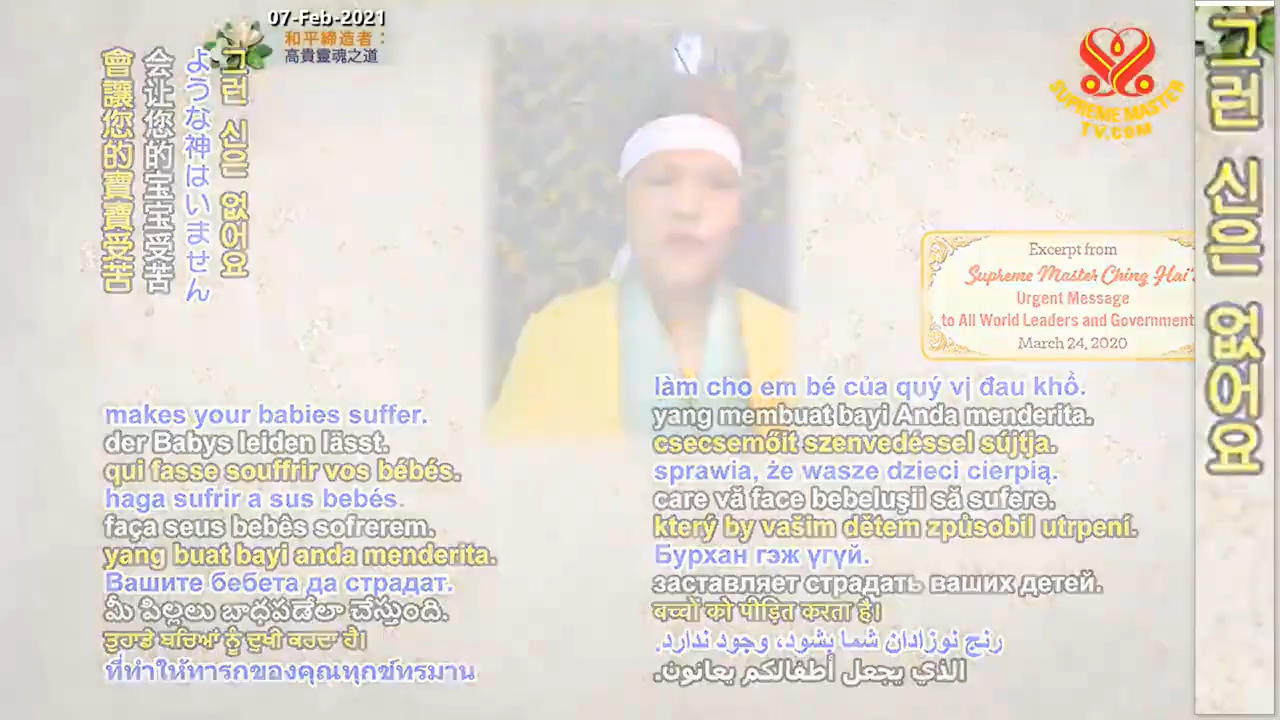 07-Feb-2021
和平締造者：
高貴靈魂之道
그런 신은 없어요
ような神はいません
会让您的宝宝受苦
會讓您的寶寶受苦
SUPREME MASTER
TV.COM
Excerpt from
Supreme Master Ching Hai's
Urgent Message
to All World Leaders and Government
March 24, 2020
makes your babies suffer.
der Babys leiden lässt.
qui fasse souffrir vos bébés.
haga sufrir a sus bebés.
faça seus bebês sofrerem.
yang buat bayi anda menderita.
Вашите бебета да страдат.
మీ పిల్లలు బాధపడేలా చేస్తుంది.
ਤੁਹਾਡੇ ਬਚਿਆਂ ਨੂੰ ਦੁਖੀ ਕਰਦਾ ਹੈ।
ที่ทำให้ทารกของคุณทุกข์ทรมาน
làm cho em bé của quý vị đau khổ.
yang membuat bayi Anda menderita.
csecsemőit szenvedéssel sújtja.
sprawia, że wasze dzieci cierpią.
care vă face bebeluşii să sufere.
který by vašim dětem způsobil utrpení.
Бурхан гэж үгүй.
заставляет страдать ваших детей.
बच्चों को पीड़ित करता है।
رنج نوزادان شما بشود، وجود ندارد.
الذي يجعل أطفالكم يعانون.
그런 신은 없어요